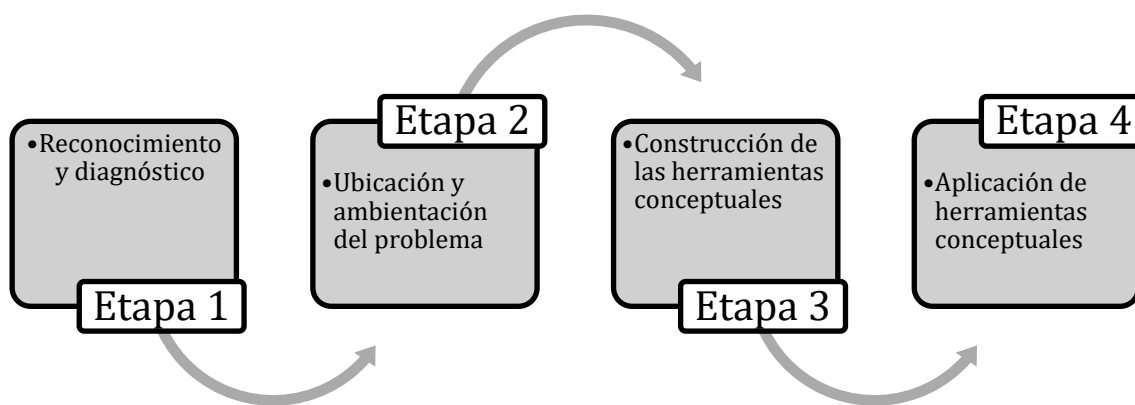 •Reconocimiento
y diagnóstico
Etapa 1
Etapa 2
•Ubicación y
ambientación
del problema
•Construcción de
las herramientas
conceptuales
Etapa 3
Etapa 4
•Aplicación de
herramientas
conceptuales